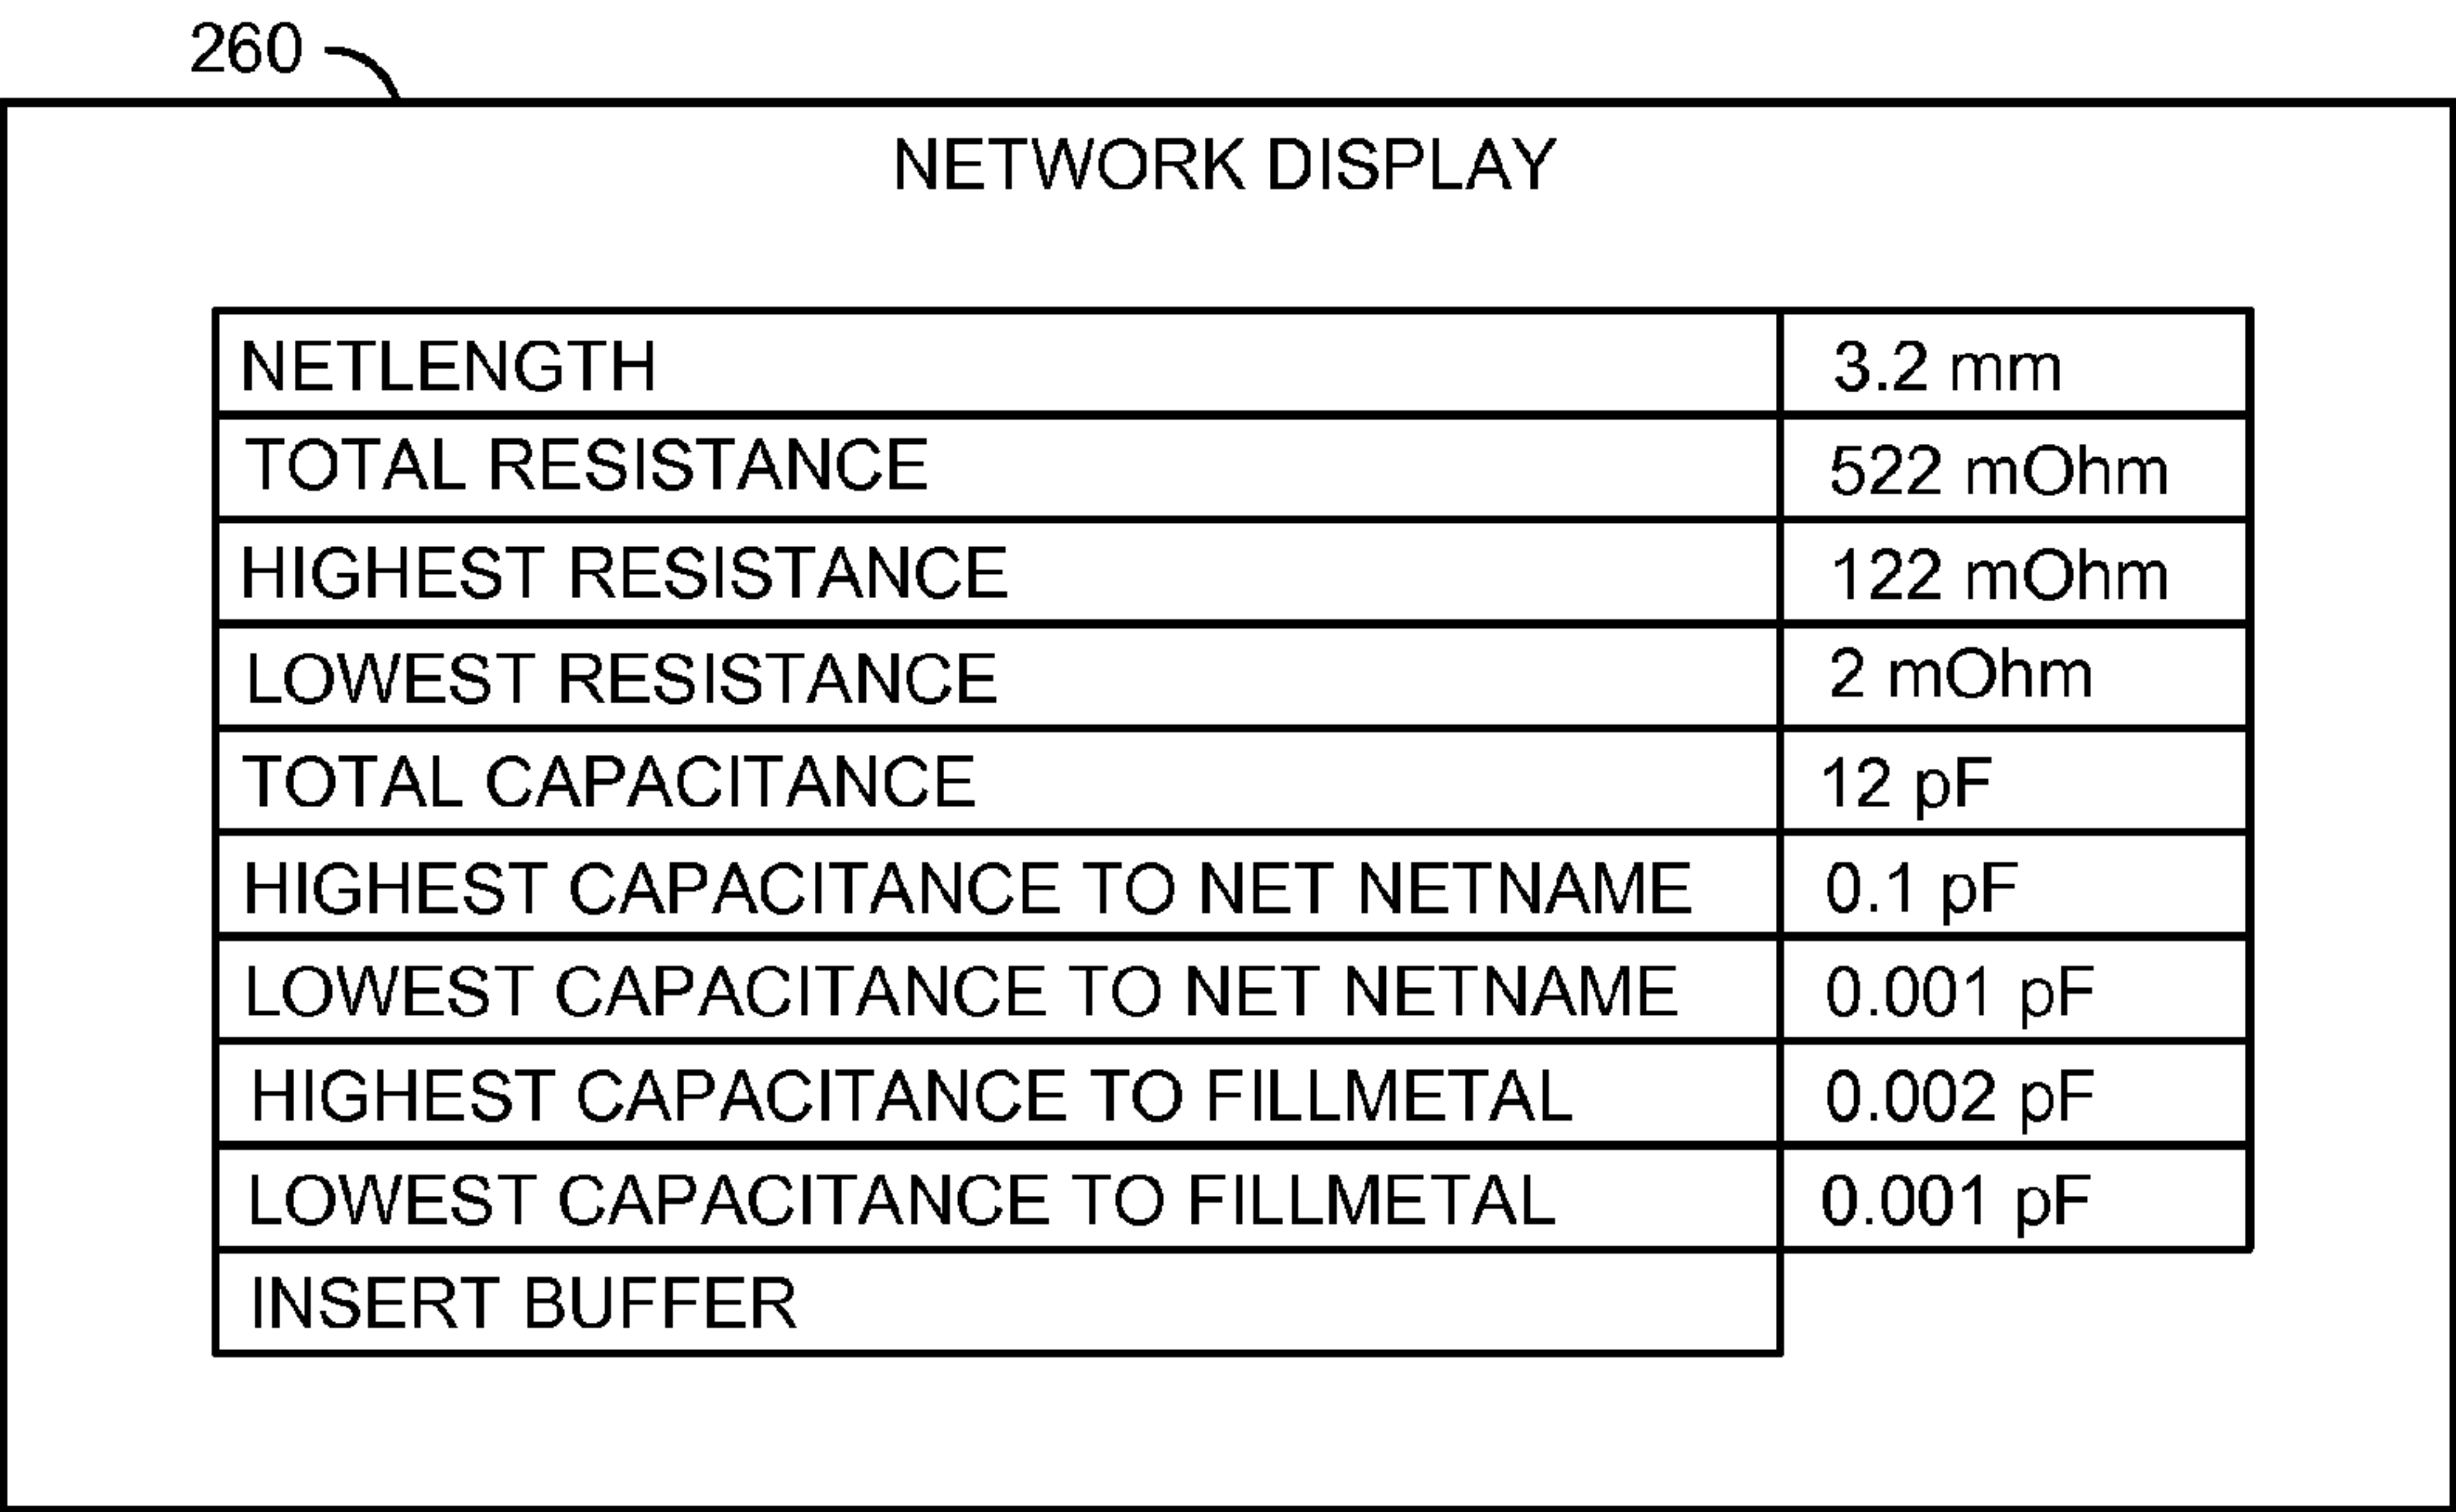 260
NETWORK DISPLAY
NETLENGTH 3.2 mm
TOTAL RESISTANCE 522 mOhm
HIGHEST RESISTANCE 122 mOhm
LOWEST RESISTANCE 2 mOhm
TOTAL CAPACITANCE 12 pF
HIGHEST CAPACITANCE TO NET NETNAME 0.1 pF
LOWEST CAPACITANCE TO NET NETNAME 0.001 pF
HIGHEST CAPACITANCE TO FILLMETAL 0.002 pF
LOWEST CAPACITANCE TO FILLMETAL 0.001 pF
INSERT BUFFER